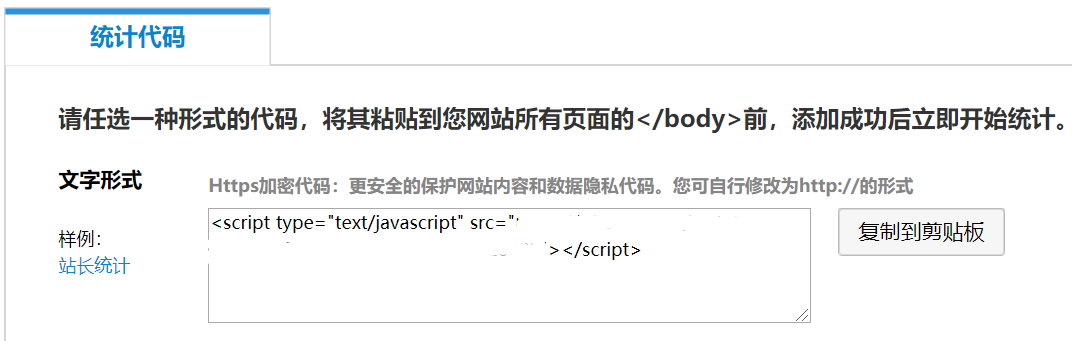 统计代码
请任选一种形式的代码，将其粘贴到您网站所有页面的</body>前，添加成功后立即开始统计。
文字形式
Https加密代码：更安全的保护网站内容和数据隐私代码。您可自行修改为http://的形式
<script type="text/javascript" src="
></script>
复制到剪贴板
样例：
站长统计